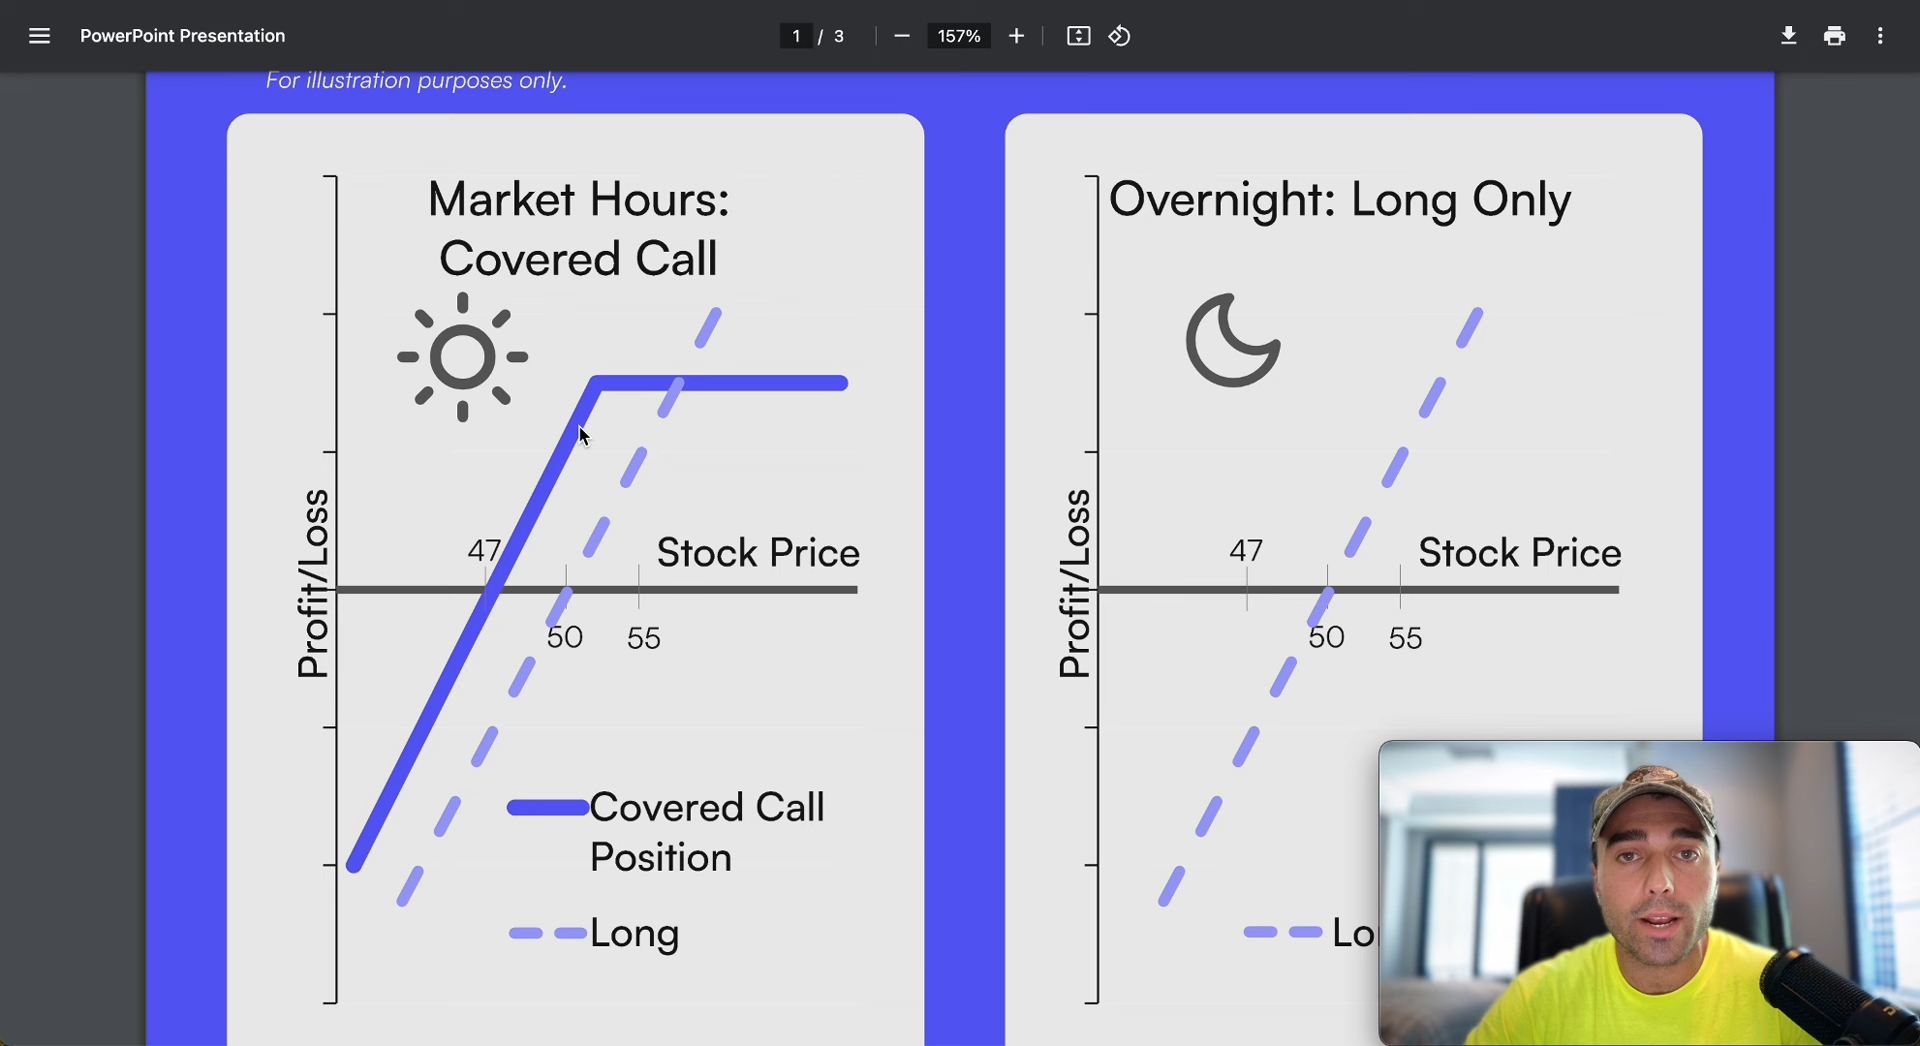 PowerPoint Presentation
1 / 3
157%
For illustration purposes only.
Market Hours:
Covered Call
Profit/Loss
47
Stock Price
50
55
Covered Call
Position
Long
Overnight: Long Only
Profit/Loss
47
Stock Price
50
55